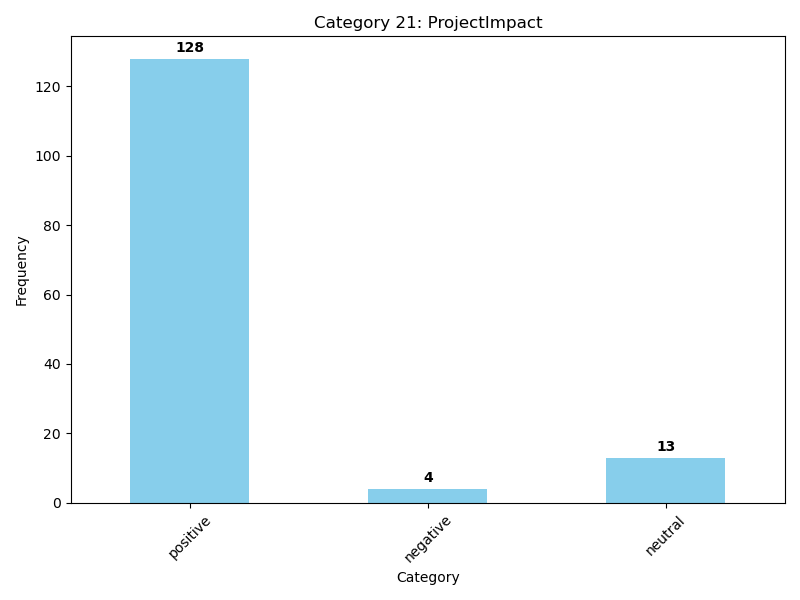 Category 21: ProjectImpact
128
4
13
120
100
80
60
40
20
0
Frequency
positive
negative
neutral
Category